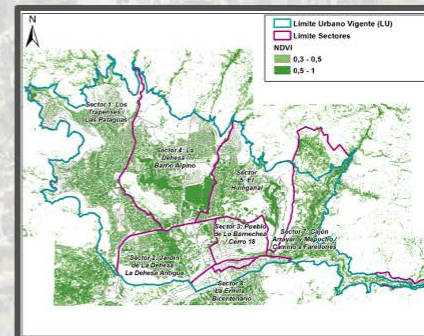 N
Límite Urbano Vigente (LU)
Límite Sectores
NDVI
0,3 - 0,5
0,5 - 1
Sector 1: Los
Trapenses
Las Pataguas
Sector 4: La
Dehesa
Barrio Alpino
Sector
5: El
Huinganal
Sector 3: Pueblo
de Lo Barnechea
Cerro 18
Sector 7: Cajón
Arrayán y Mapocho
Camino a Farellones
Sector 2: Jardín
de La Dehesa
La Dehesa Antigua
La Ermita
Bicentenario